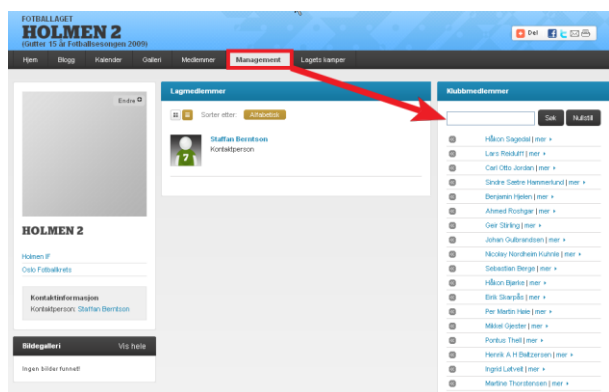 FOTBALLAGET
HOLMEN 2
(Gutter 15 år Fotballsesongen 2009)
Del
Hjem Blogg Kalender Galleri Medlemmer Management Lagets kamper
Endre
HOLMEN 2
Holmen IF
Oslo Fotballkrets
Kontaktinformasjon
Kontaktperson: Staffan Berntson
Bildegalleri Vis hele
Ingen bilder funnet!
Lagmedlemmer
Sorter etter: Alfabetisk
7
Staffan Berntson
Kontaktperson
Klubbmedlemmer
Søk Nullstill
Håkon Sagedal | mer
Lars Reidulff | mer
Carl Otto Jordan | mer
Sindre Sætre Hammerlund | mer
Benjamin Hjelen | mer
Ahmed Roshgar | mer
Geir Stirling | mer
Johan Gulbrandsen | mer
Nicolay Nordheim Kuhnle | mer
Sebastian Berge | mer
Håkon Bjerke | mer
Eirik Skarpås | mer
Per Martin Høie | mer
Mikkel Gjester | mer
Pontus Thell | mer
Henrik A H Baltzersen | mer
Ingrid Løtveit | mer
Martine Thorstensen | mer